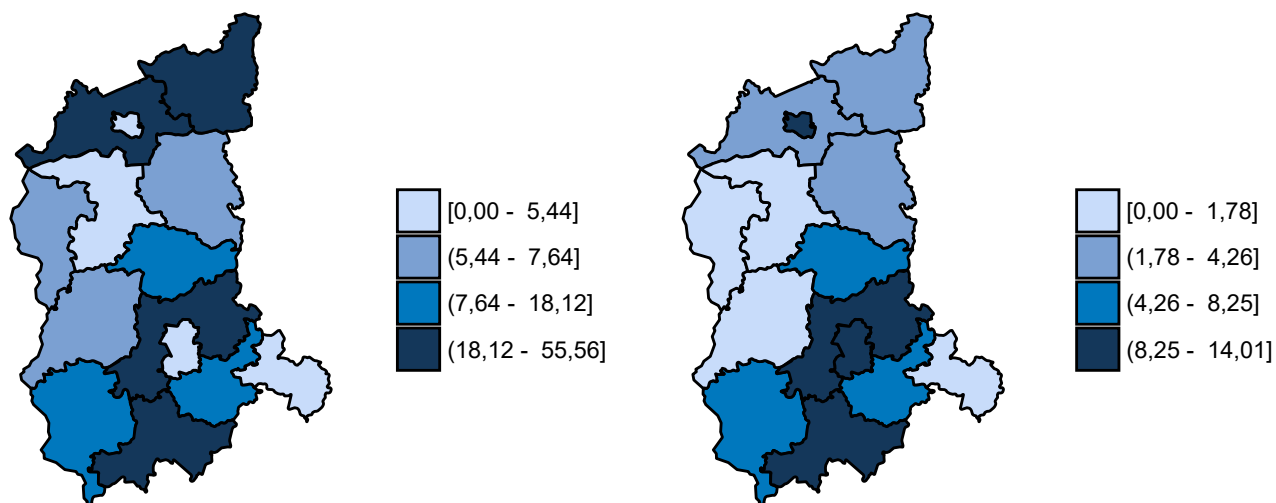 [0,00 - 5,44]
(5,44 - 7,64]
(7,64 - 18,12]
(18,12 - 55,56]
[0,00 - 1,78]
(1,78 - 4,26]
(4,26 - 8,25]
(8,25 - 14,01]